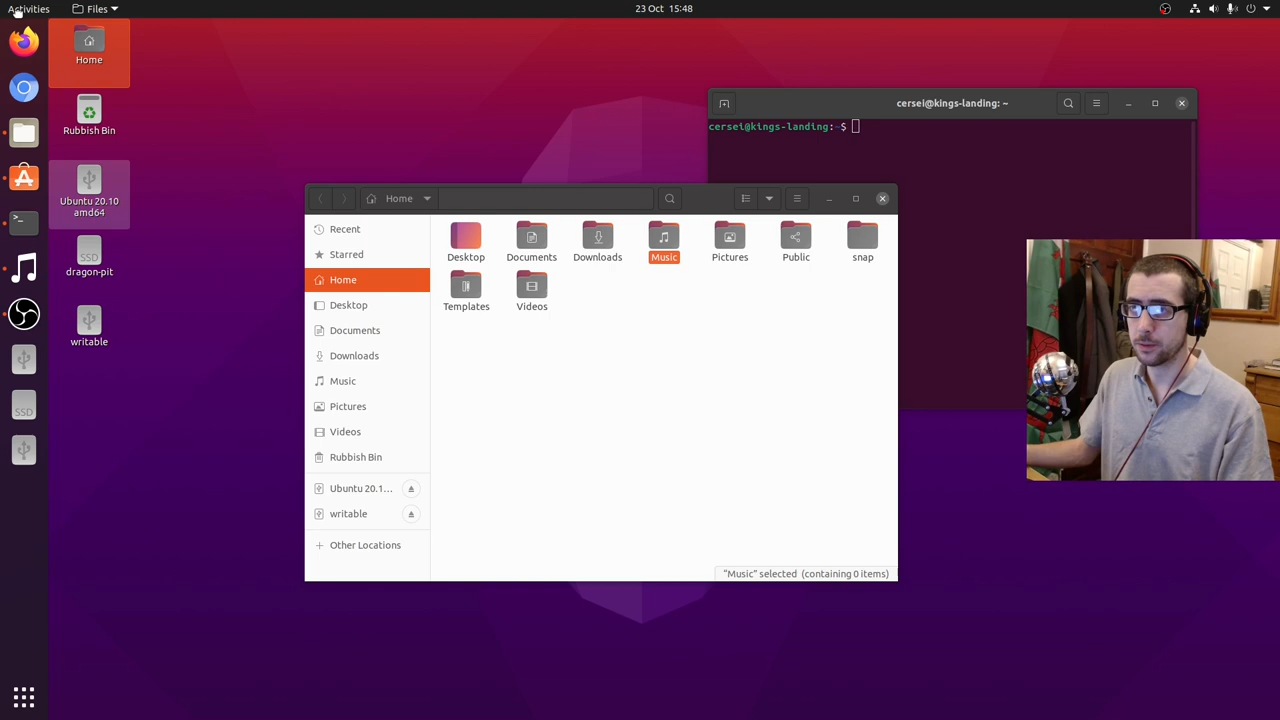 Activities
Files
23 Oct 15:48
Home
Rubbish Bin
Ubuntu 20.10
amd64
dragon-pit
writable
cersei@kings-landing: ~
cersei@kings-landing:~$
Home
Recent
Starred
Home
Desktop
Documents
Downloads
Music
Pictures
Videos
Rubbish Bin
Ubuntu 20.1…
writable
Other Locations
Desktop
Documents
Downloads
Music
Pictures
Public
snap
Templates
Videos
“Music” selected (containing 0 items)
SSD
SSD